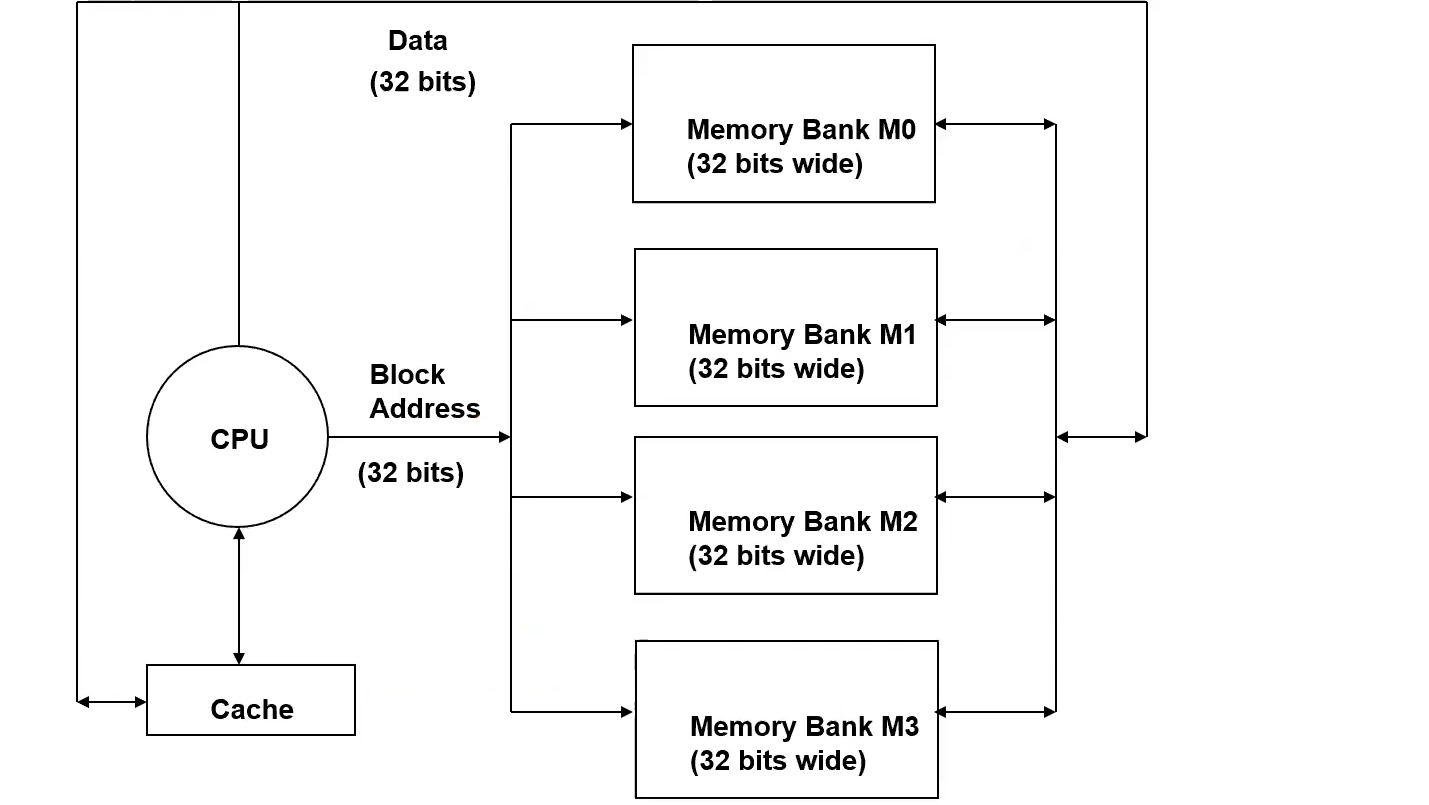 Data
(32 bits)
Memory Bank M0
(32 bits wide)
Memory Bank M1
(32 bits wide)
Block
Address
CPU
(32 bits)
Memory Bank M2
(32 bits wide)
Cache
Memory Bank M3
(32 bits wide)